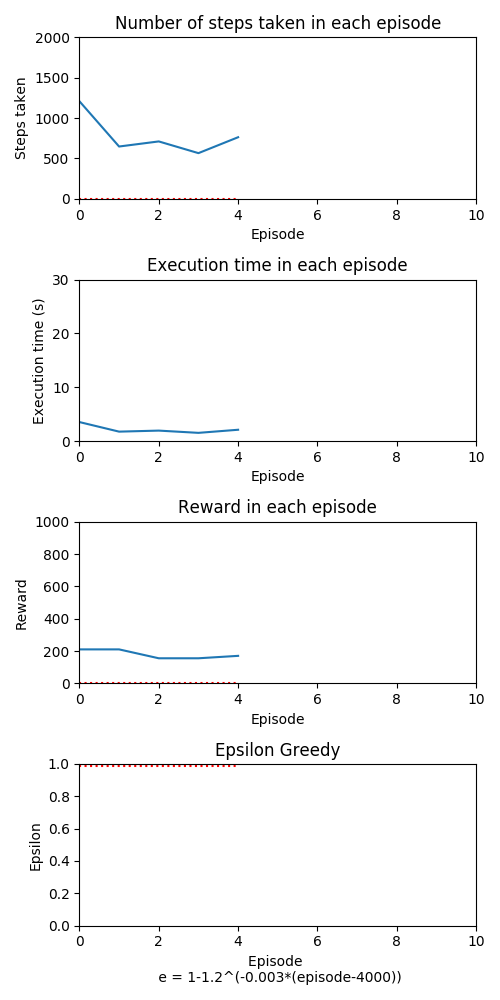 Number of steps taken in each episode
2000
1500
1000
500
0
Steps taken
0 2 4 6 8 10
Episode
Execution time in each episode
30
20
10
0
Execution time (s)
0 2 4 6 8 10
Episode
Reward in each episode
1000
800
600
400
200
0
Reward
0 2 4 6 8 10
Episode
Epsilon Greedy
1.0
0.8
0.6
0.4
0.2
0.0
Epsilon
0 2 4 6 8 10
Episode
e = 1-1.2^(-0.003*(episode-4000))